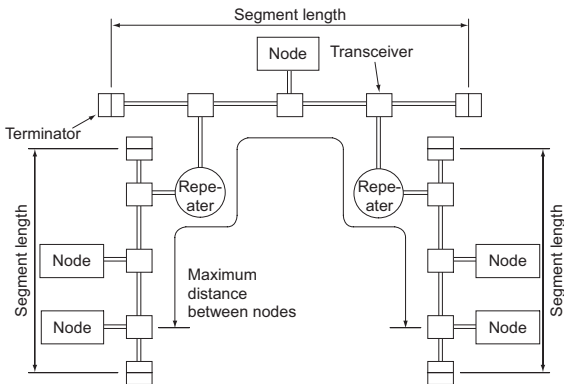 Segment length
Node
Transceiver
Terminator
Repe-
ater
Repe-
ater
Segment length
Segment length
Node
Node
Maximum
distance
between nodes
Node
Node